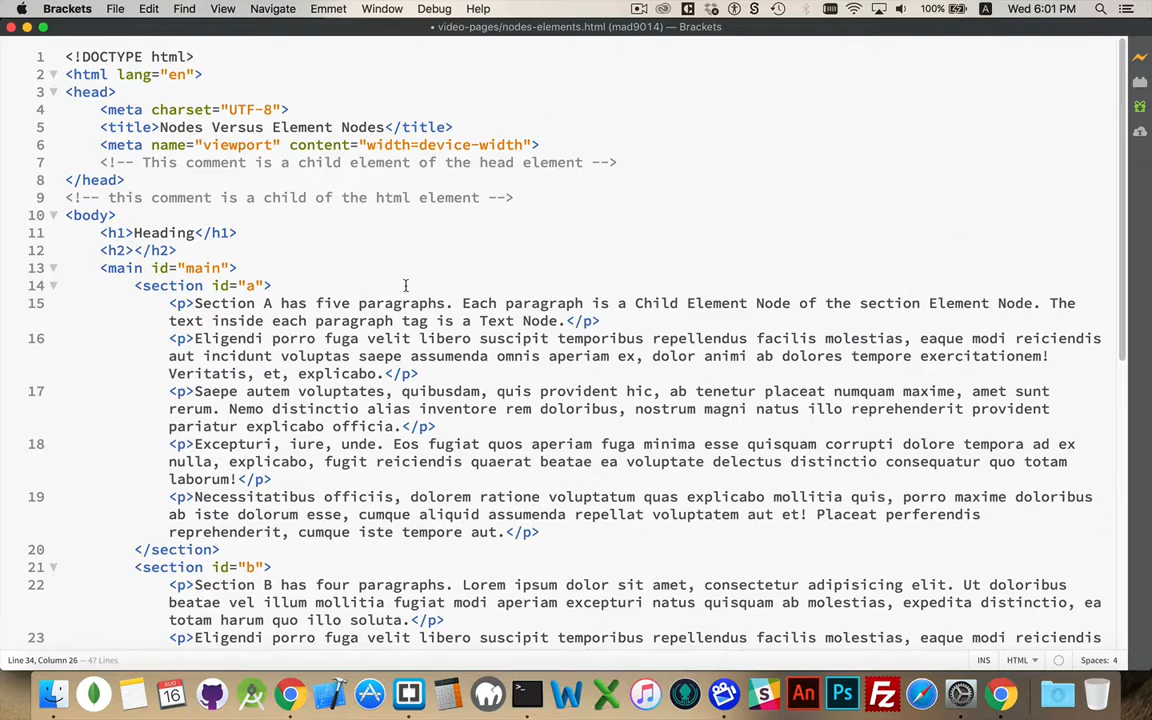 Brackets File Edit Find View Navigate Emmet Window Debug Help 100% A Wed 6:01 PM
• video-pages/nodes-elements.html (mad9014) — Brackets
1 <!DOCTYPE html>
2 <html lang="en">
3 <head>
4 <meta charset="UTF-8">
5 <title>Nodes Versus Element Nodes</title>
6 <meta name="viewport" content="width=device-width">
7 <!-- This comment is a child element of the head element -->
8 </head>
9 <!-- this comment is a child of the html element -->
10 <body>
11 <h1>Heading</h1>
12 <h2></h2>
13 <main id="main">
14 <section id="a">
15 <p>Section A has five paragraphs. Each paragraph is a Child Element Node of the section Element Node. The
text inside each paragraph tag is a Text Node.</p>
16 <p>Eligendi porro fuga velit libero suscipit temporibus repellendus facilis molestias, eaque modi reiciendis
aut incidunt voluptas saepe assumenda omnis aperiam ex, dolor animi ab dolores tempore exercitationem!
Veritatis, et, explicabo.</p>
17 <p>Saepe autem voluptates, quibusdam, quis provident hic, ab tenetur placeat numquam maxime, amet sunt
rerum. Nemo distinctio alias inventore rem doloribus, nostrum magni natus illo reprehenderit provident
pariatur explicabo officia.</p>
18 <p>Excepturi, iure, unde. Eos fugiat quos aperiam fuga minima esse quisquam corrupti dolore tempora ad ex
nulla, explicabo, fugit reiciendis quaerat beatae ea voluptate delectus distinctio consequatur quo totam
laborum!</p>
19 <p>Necessitatibus officiis, dolorem ratione voluptatum quas explicabo mollitia quis, porro maxime doloribus
ab iste dolorum esse, cumque aliquid assumenda repellat voluptatem aut et! Placeat perferendis
reprehenderit, cumque iste tempore aut.</p>
20 </section>
21 <section id="b">
22 <p>Section B has four paragraphs. Lorem ipsum dolor sit amet, consectetur adipisicing elit. Ut doloribus
beatae vel illum mollitia fugiat modi aperiam excepturi natus quisquam ab molestias, expedita distinctio, ea
totam harum quo illo soluta.</p>
23 <p>Eligendi porro fuga velit libero suscipit temporibus repellendus facilis molestias, eaque modi reiciendis
Line 34, Column 26 — 47 Lines INS HTML Spaces: 4
AUG
16
An Ps Fz